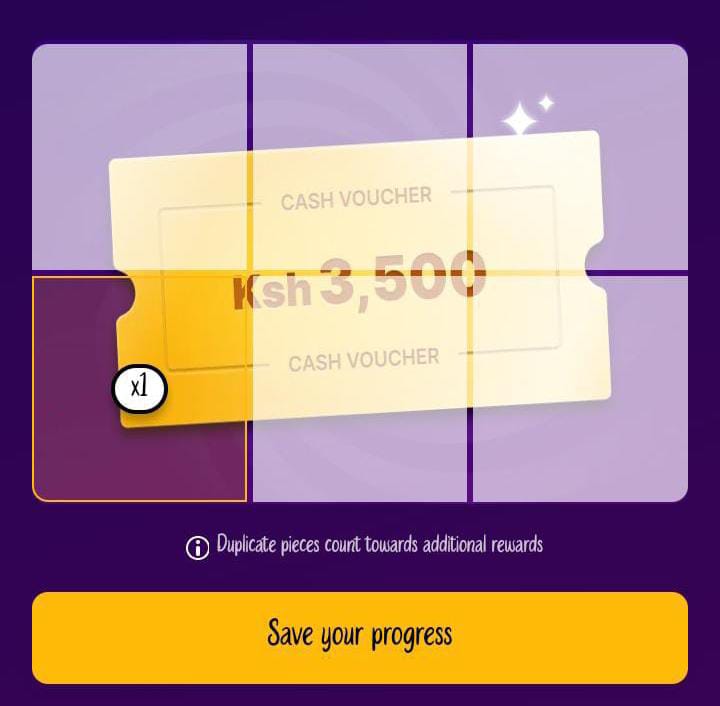 CASH VOUCHER
Ksh 3,500
CASH VOUCHER
x1
Duplicate pieces count towards additional rewards
Save your progress